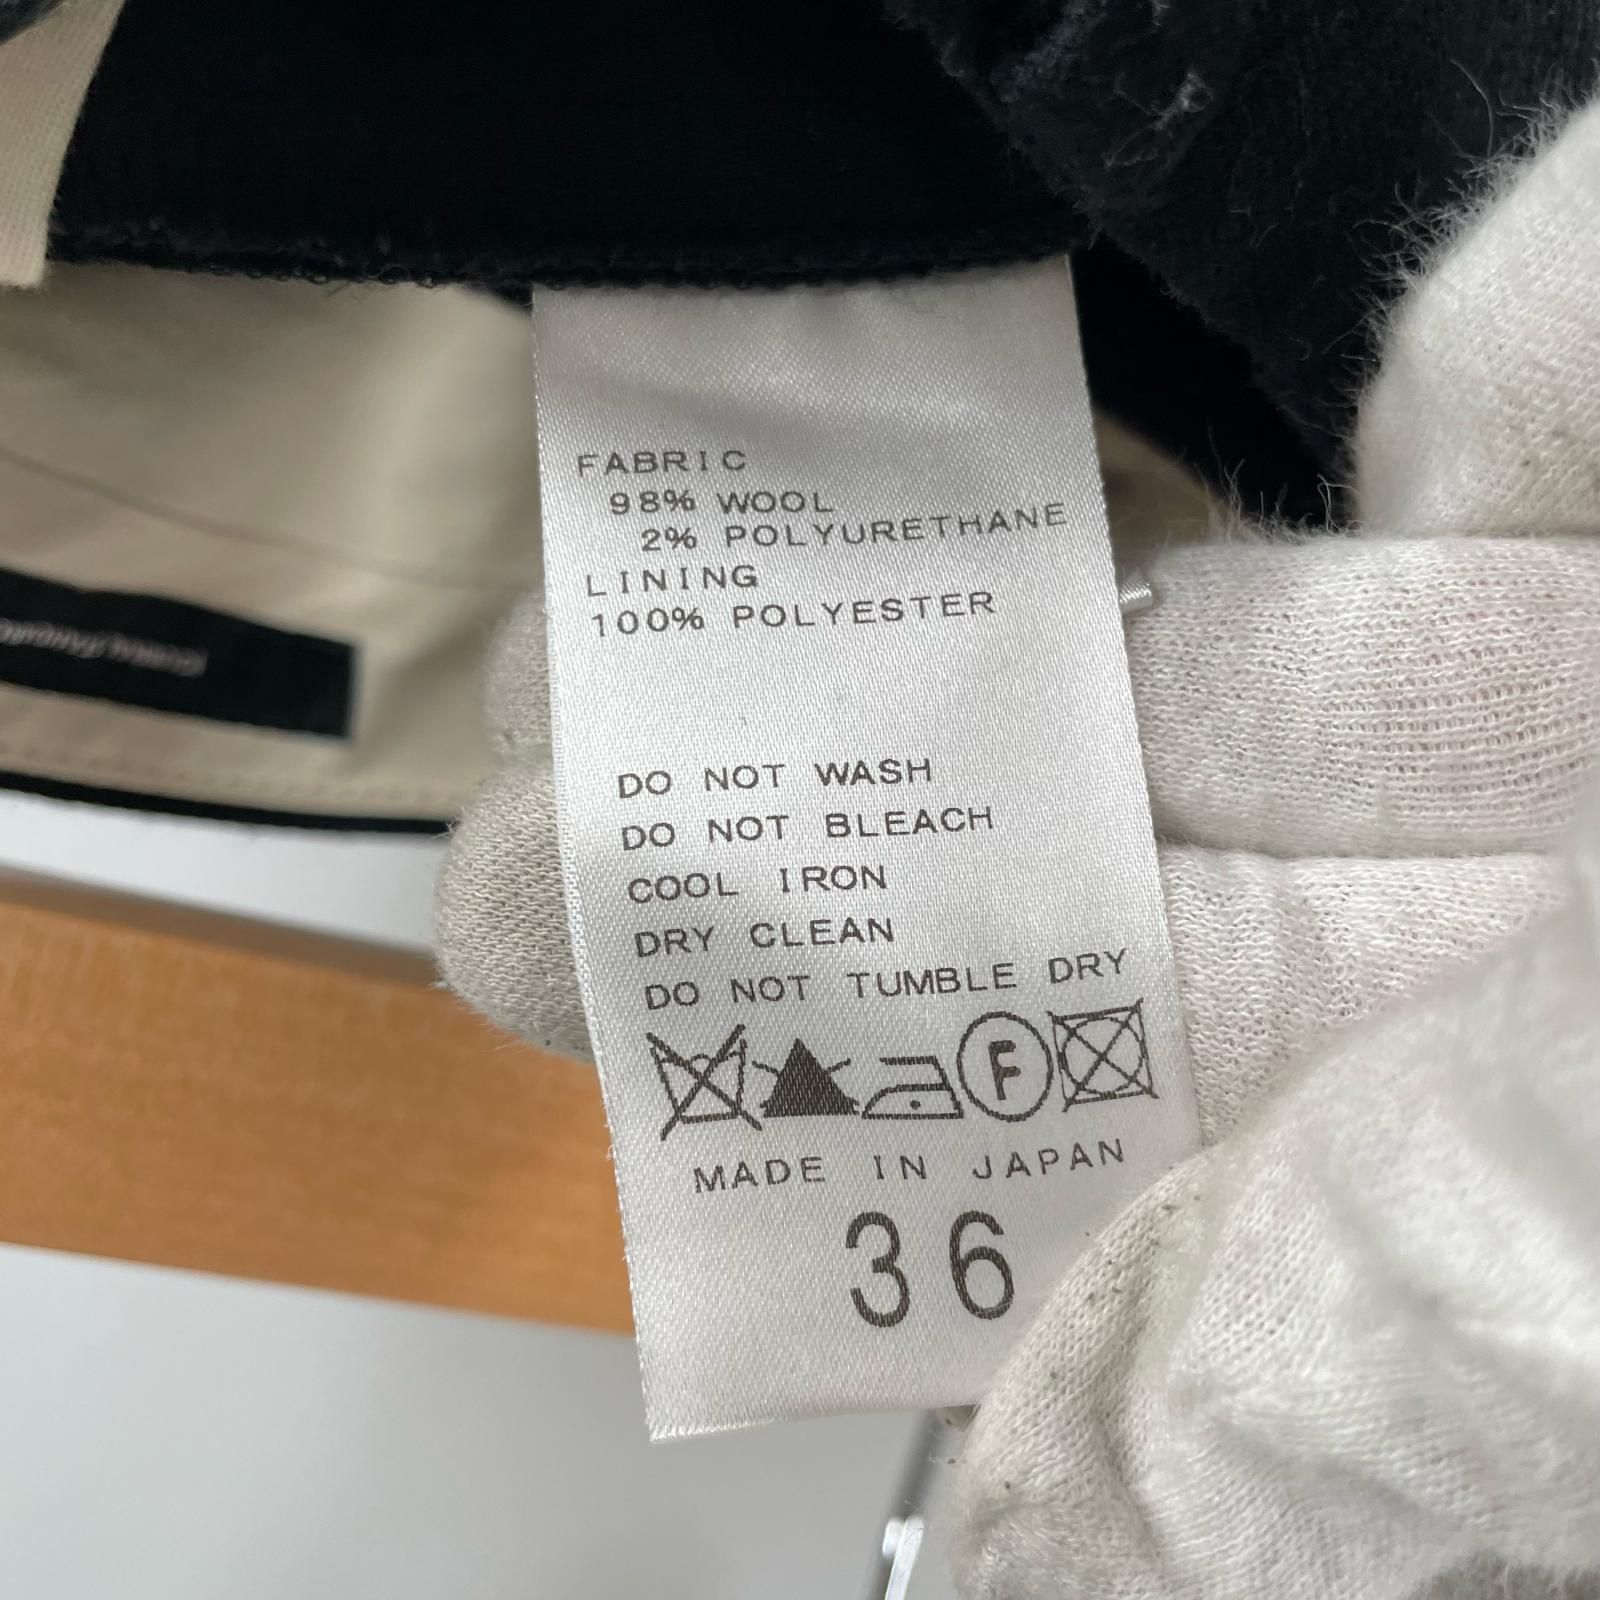 FABRIC
98% WOOL
2% POLYURETHANE
LINING
100% POLYESTER
DO NOT WASH
DO NOT BLEACH
COOL IRON
DRY CLEAN
DO NOT TUMBLE DRY
F
MADE IN JAPAN
36